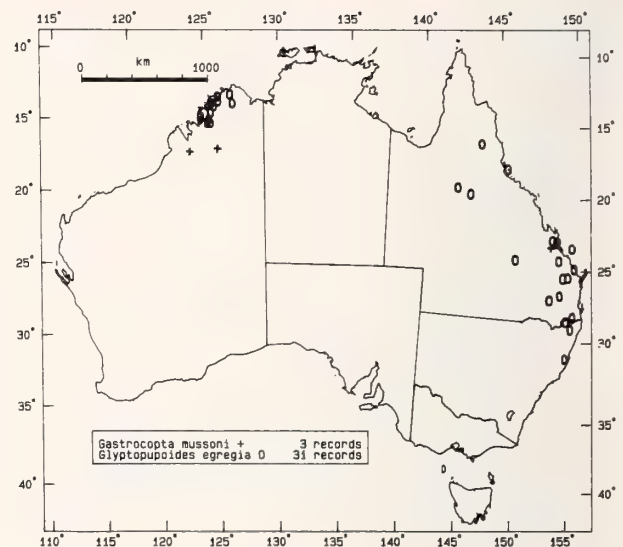 115° 120° 125° 130° 135° 140° 145° 150°
10° 10°
km
0 1000
15° 15°
20° 20°
25° 25°
30° 30°
35° 35°
40° 40°
Gastrocopta mussoni + 3 records
Glyptopupoides egregia O 31 records
110° 115° 120° 125° 130° 135° 140° 145° 150° 155°